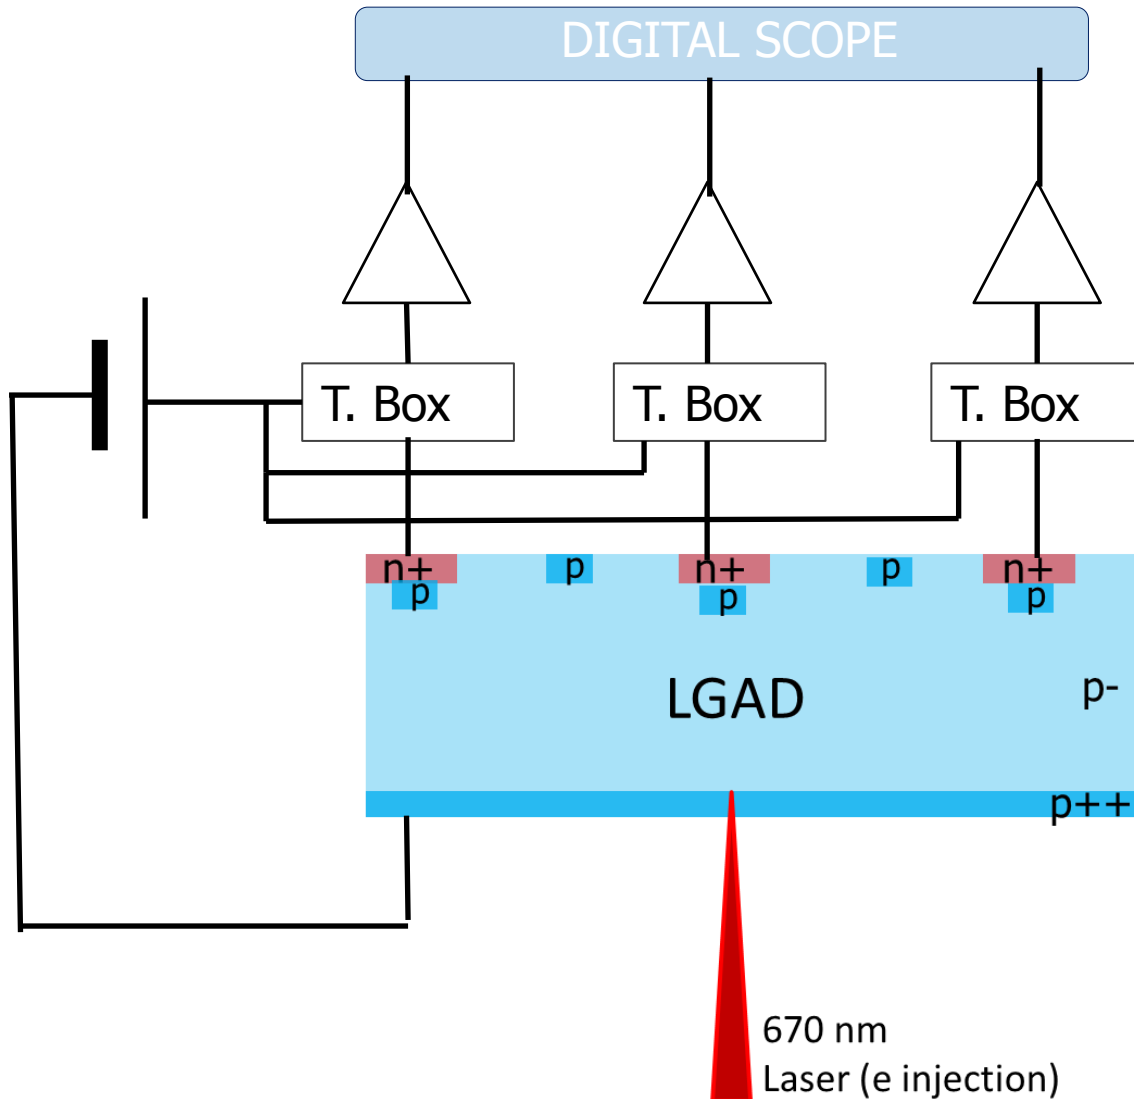 DIGITAL SCOPE
T. Box T. Box T. Box
n+ p n+ p n+
p p p
LGAD
p-
p++
670 nm
Laser (e injection)